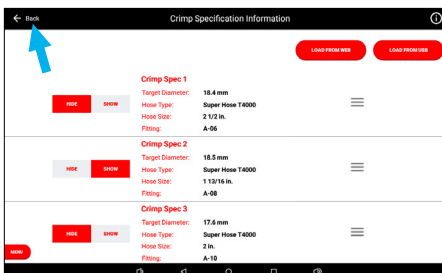 Back
Crimp Specification Information
LOAD FROM WEB LOAD FROM USB
Crimp Spec 1
Target Diameter: 18.4 mm
HIDE SHOW Hose Type: Super Hose T4000
Hose Size: 2 1/2 in.
Fitting: A-06
Crimp Spec 2
Target Diameter: 18.5 mm
HIDE SHOW Hose Type: Super Hose T4000
Hose Size: 1 13/16 in.
Fitting: A-08
Crimp Spec 3
Target Diameter: 17.6 mm
HIDE SHOW Hose Type: Super Hose T4000
Hose Size: 2 in.
MENU
Fitting: A-10